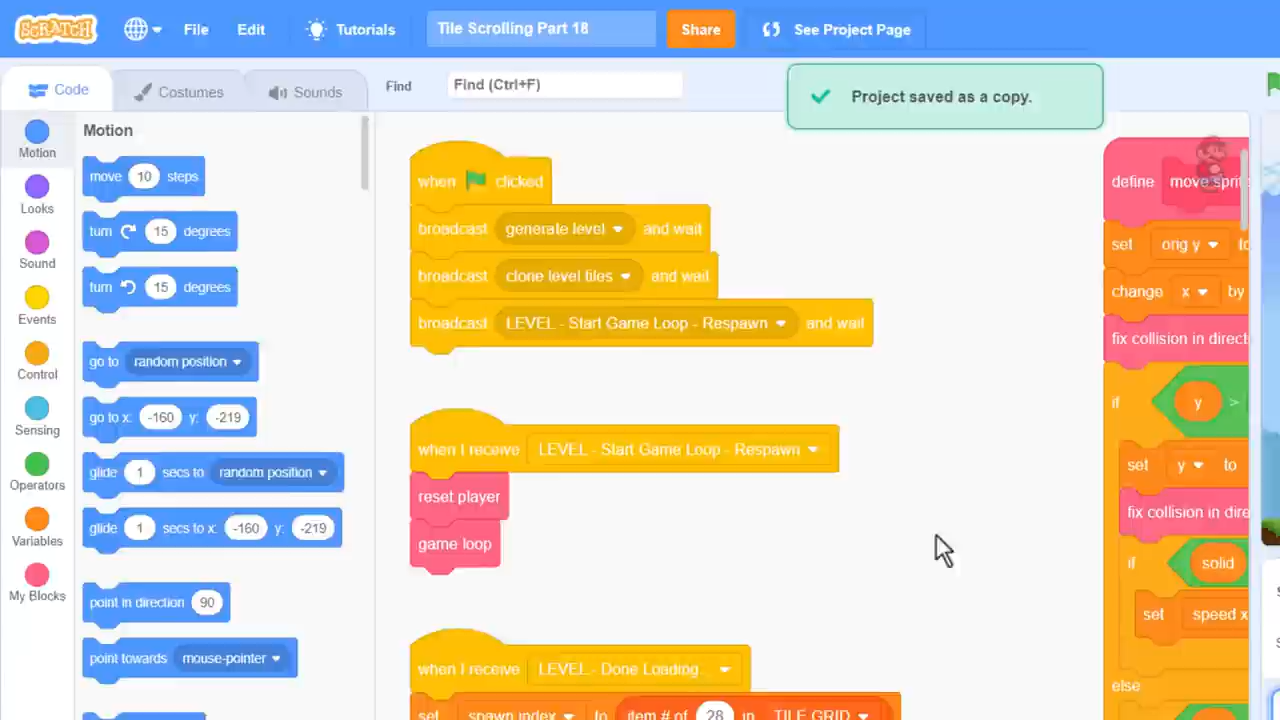 SCRATCH
File
Edit
Tutorials
Tile Scrolling Part 18
Share
See Project Page
Code
Costumes
Sounds
Find
Find (Ctrl+F)
Project saved as a copy.
Motion
Looks
Sound
Events
Control
Sensing
Operators
Variables
My Blocks
Motion
move 10 steps
turn 15 degrees
turn 15 degrees
go to random position
go to x: -160 y: -219
glide 1 secs to random position
glide 1 secs to x: -160 y: -219
point in direction 90
point towards mouse-pointer
when clicked
broadcast generate level and wait
broadcast clone level tiles and wait
broadcast LEVEL - Start Game Loop - Respawn and wait
when I receive LEVEL - Start Game Loop - Respawn
reset player
game loop
when I receive LEVEL - Done Loading
set spawn index to item # of 28 in TILE GRID
define move
set orig y
change x by
fix collision in
if y >
set y to
fix collision in
if solid
set speed x
else